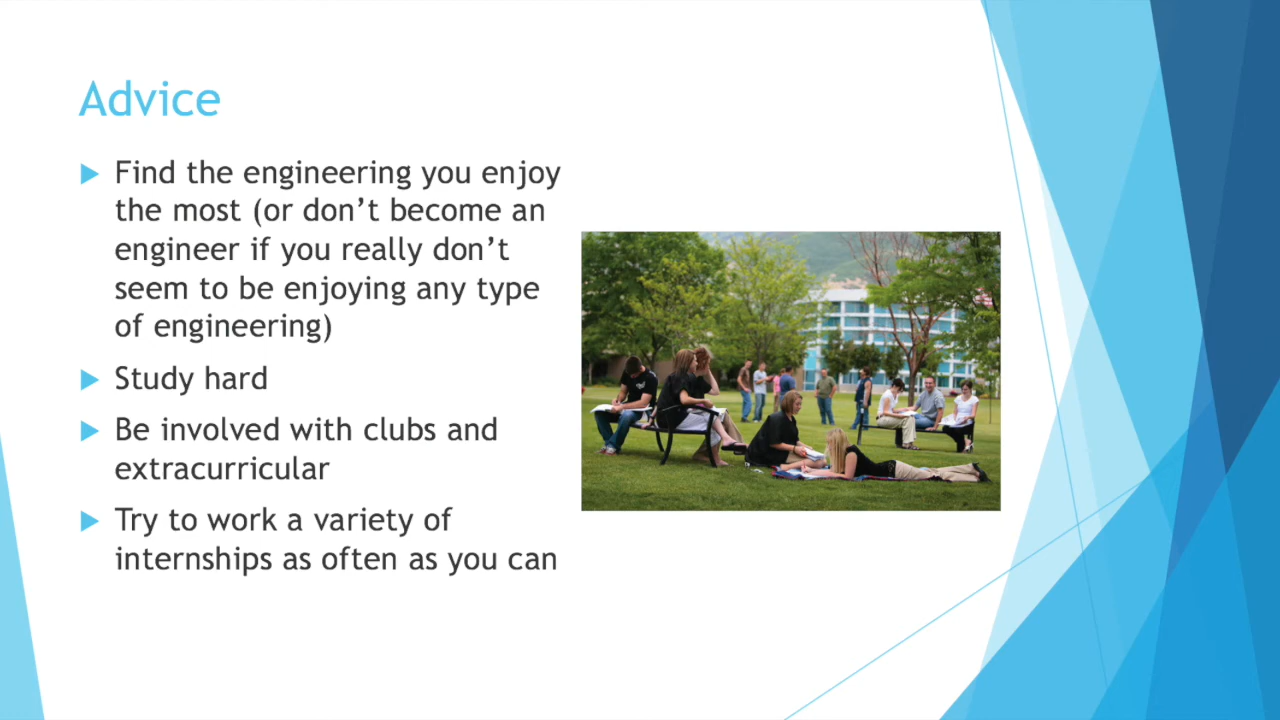 Advice
Find the engineering you enjoy
the most (or don’t become an
engineer if you really don’t
seem to be enjoying any type
of engineering)
Study hard
Be involved with clubs and
extracurricular
Try to work a variety of
internships as often as you can